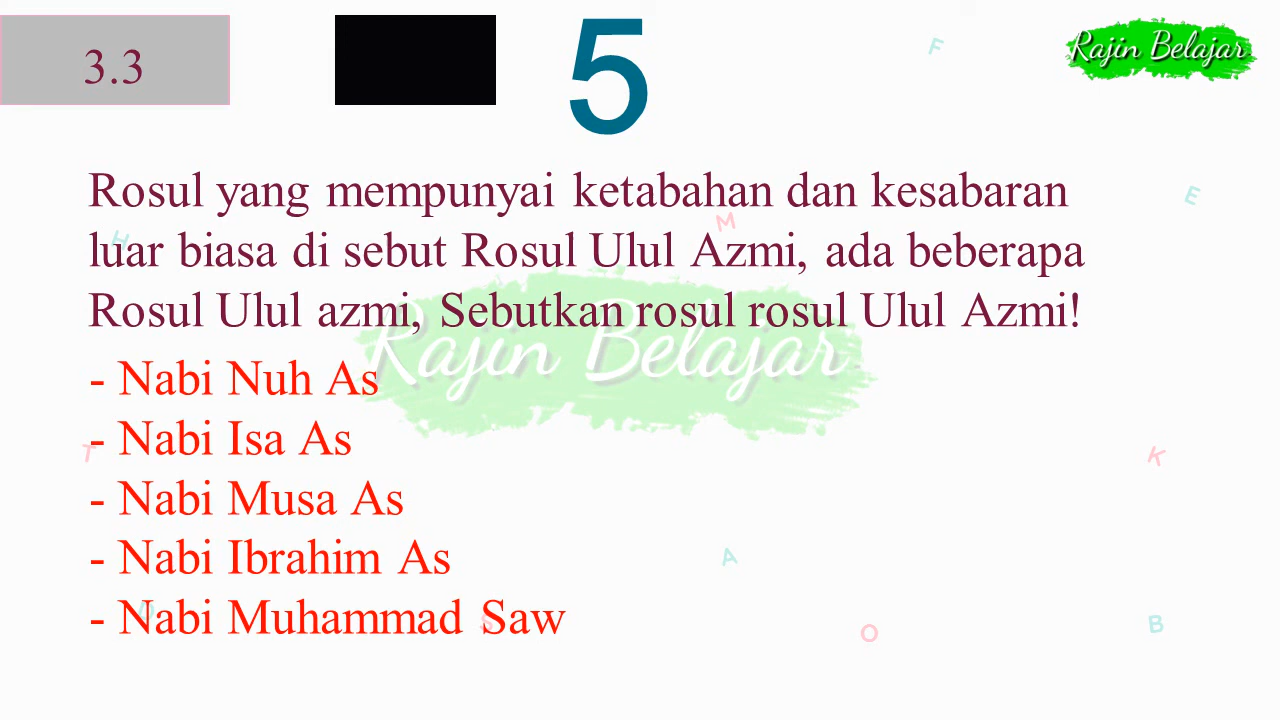 3.3
5
Rajin Belajar
Rosul yang mempunyai ketabahan dan kesabaran
luar biasa di sebut Rosul Ulul Azmi, ada beberapa
Rosul Ulul azmi, Sebutkan rosul rosul Ulul Azmi!
Rajin Belajar
- Nabi Nuh As
- Nabi Isa As
- Nabi Musa As
- Nabi Ibrahim As
- Nabi Muhammad Saw
F
E
M
H
T
K
A
S
O
B